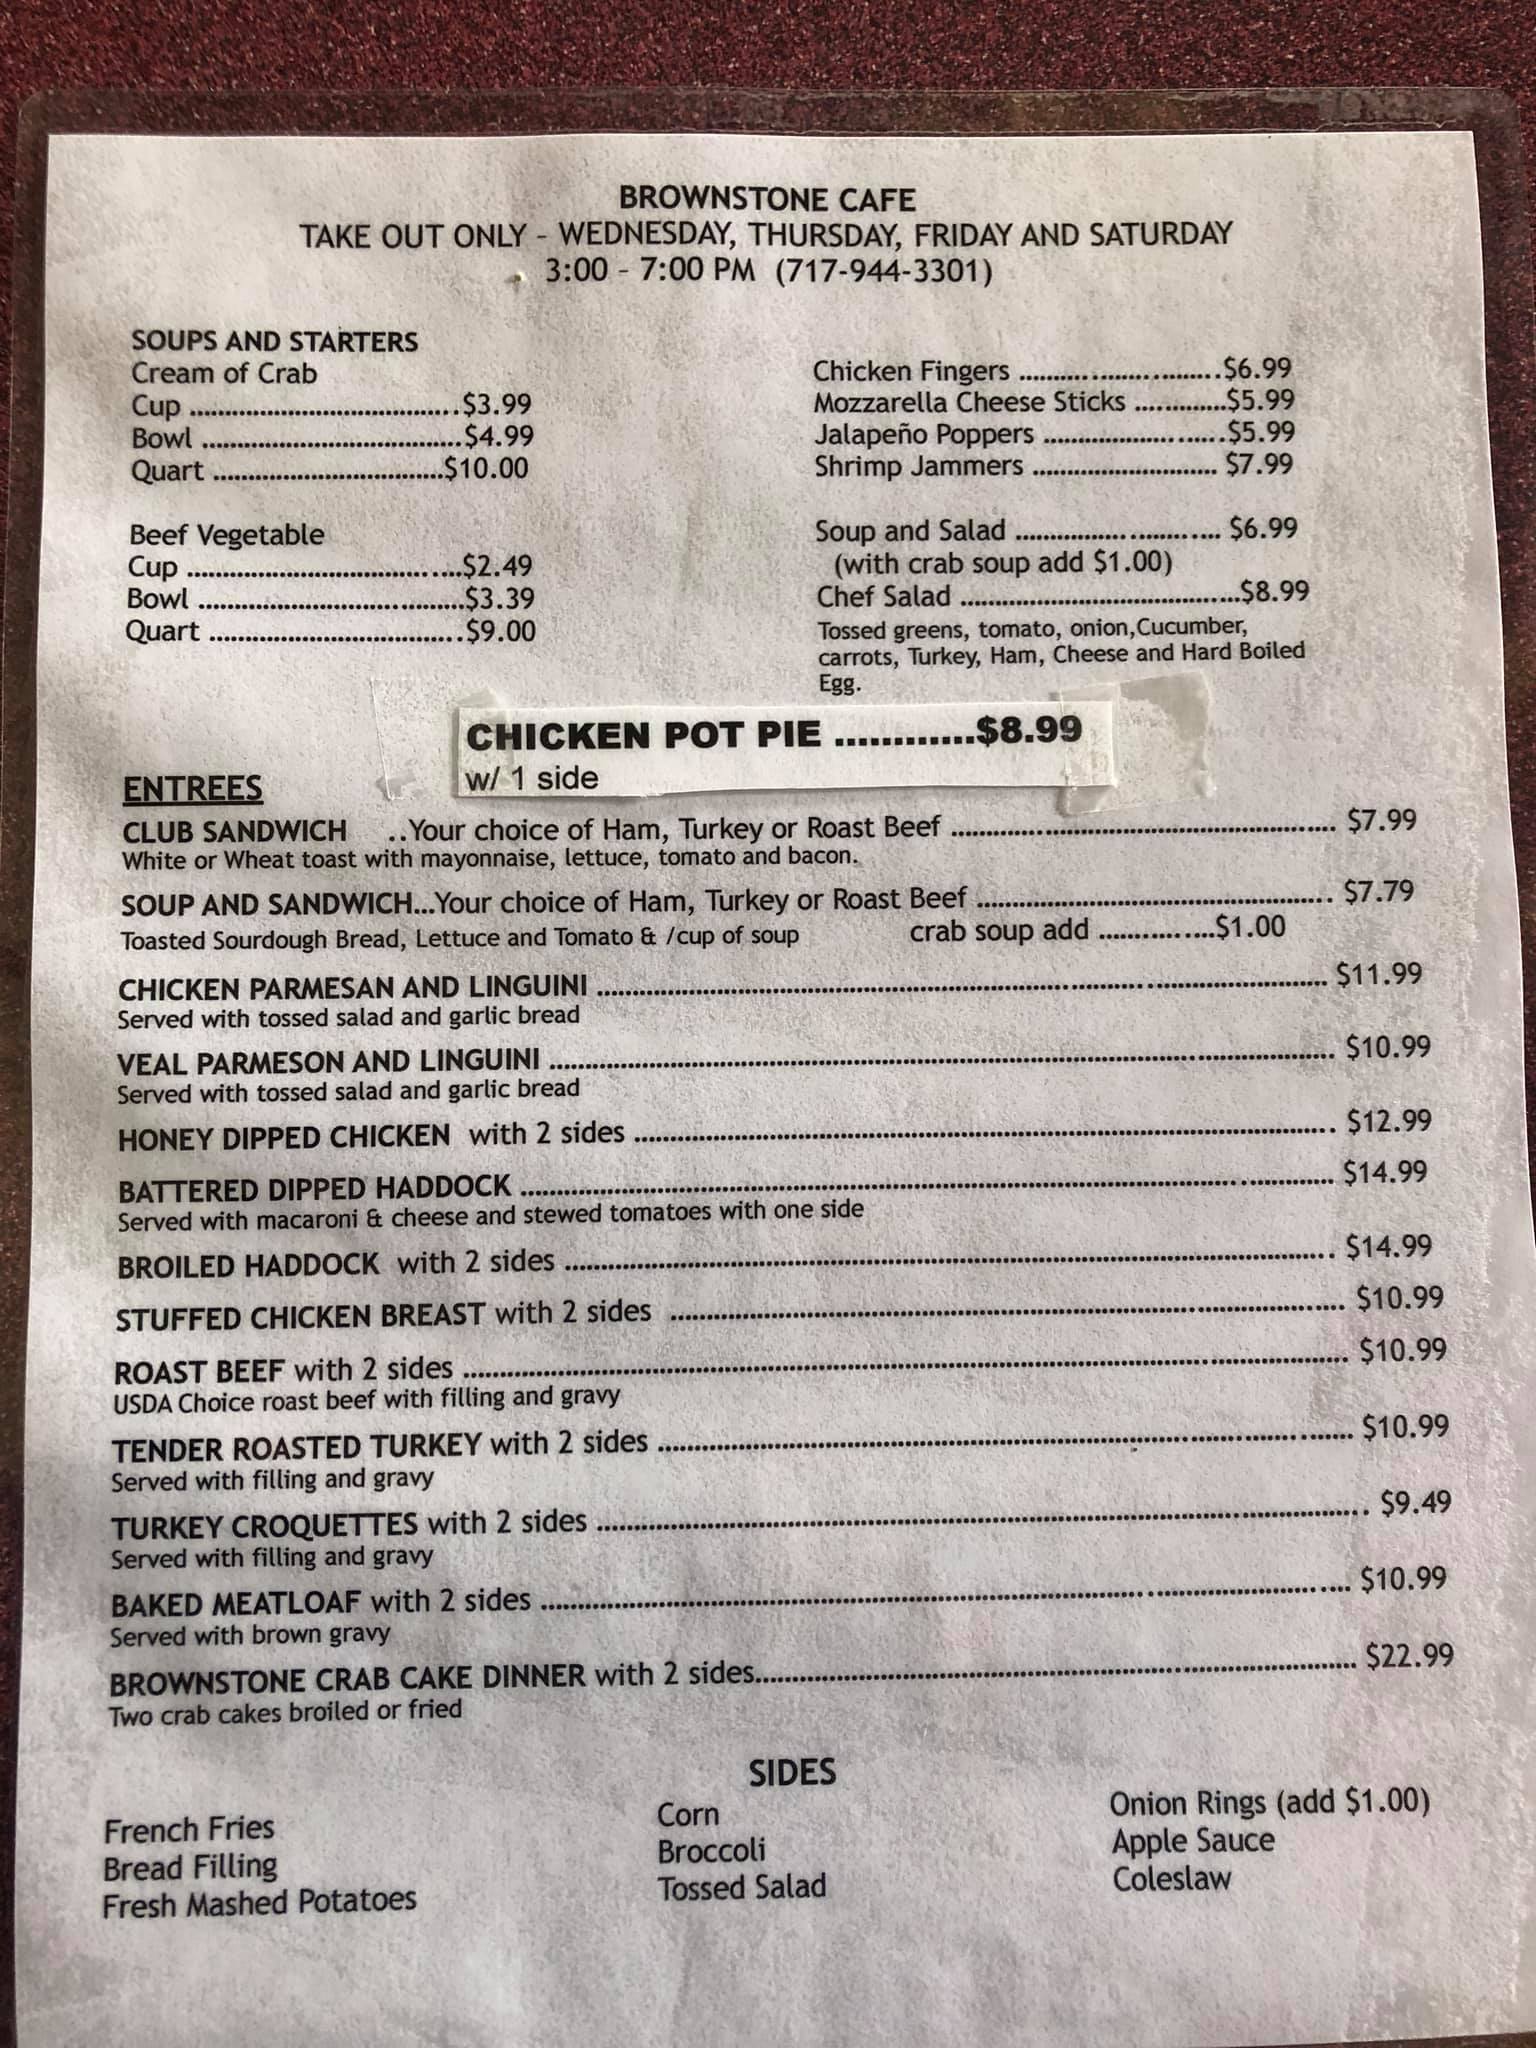 BROWNSTONE CAFE
TAKE OUT ONLY - WEDNESDAY, THURSDAY, FRIDAY AND SATURDAY
3:00 - 7:00 PM (717-944-3301)
SOUPS AND STARTERS
Cream of Crab
Cup ......................................$3.99
Bowl ....................................$4.99
Quart ................................$10.00
Beef Vegetable
Cup ......................................$2.49
Bowl .....................................$3.39
Quart ...................................$9.00
Chicken Fingers ............................$6.99
Mozzarella Cheese Sticks .............$5.99
Jalapeño Poppers .........................$5.99
Shrimp Jammers .......................... $7.99
Soup and Salad ............................. $6.99
(with crab soup add $1.00)
Chef Salad .......................................$8.99
Tossed greens, tomato, onion,Cucumber,
carrots, Turkey, Ham, Cheese and Hard Boiled
Egg.
CHICKEN POT PIE ............$8.99
w/ 1 side
ENTREES
CLUB SANDWICH ..Your choice of Ham, Turkey or Roast Beef ..................................................... $7.99
White or Wheat toast with mayonnaise, lettuce, tomato and bacon.
SOUP AND SANDWICH...Your choice of Ham, Turkey or Roast Beef ................................................. $7.79
Toasted Sourdough Bread, Lettuce and Tomato & /cup of soup crab soup add ................$1.00
CHICKEN PARMESAN AND LINGUINI ..................................................................................... $11.99
Served with tossed salad and garlic bread
VEAL PARMESON AND LINGUINI ........................................................................................... $10.99
Served with tossed salad and garlic bread
HONEY DIPPED CHICKEN with 2 sides ................................................................................. $12.99
BATTERED DIPPED HADDOCK ............................................................................................... $14.99
Served with macaroni & cheese and stewed tomatoes with one side
BROILED HADDOCK with 2 sides .......................................................................................... $14.99
STUFFED CHICKEN BREAST with 2 sides .............................................................................. $10.99
ROAST BEEF with 2 sides ..................................................................................................... $10.99
USDA Choice roast beef with filling and gravy
TENDER ROASTED TURKEY with 2 sides ............................................................................... $10.99
Served with filling and gravy
TURKEY CROQUETTES with 2 sides ....................................................................................... $9.49
Served with filling and gravy
BAKED MEATLOAF with 2 sides ............................................................................................ $10.99
Served with brown gravy
BROWNSTONE CRAB CAKE DINNER with 2 sides..................................................................... $22.99
Two crab cakes broiled or fried
SIDES
French Fries
Bread Filling
Fresh Mashed Potatoes
Corn
Broccoli
Tossed Salad
Onion Rings (add $1.00)
Apple Sauce
Coleslaw